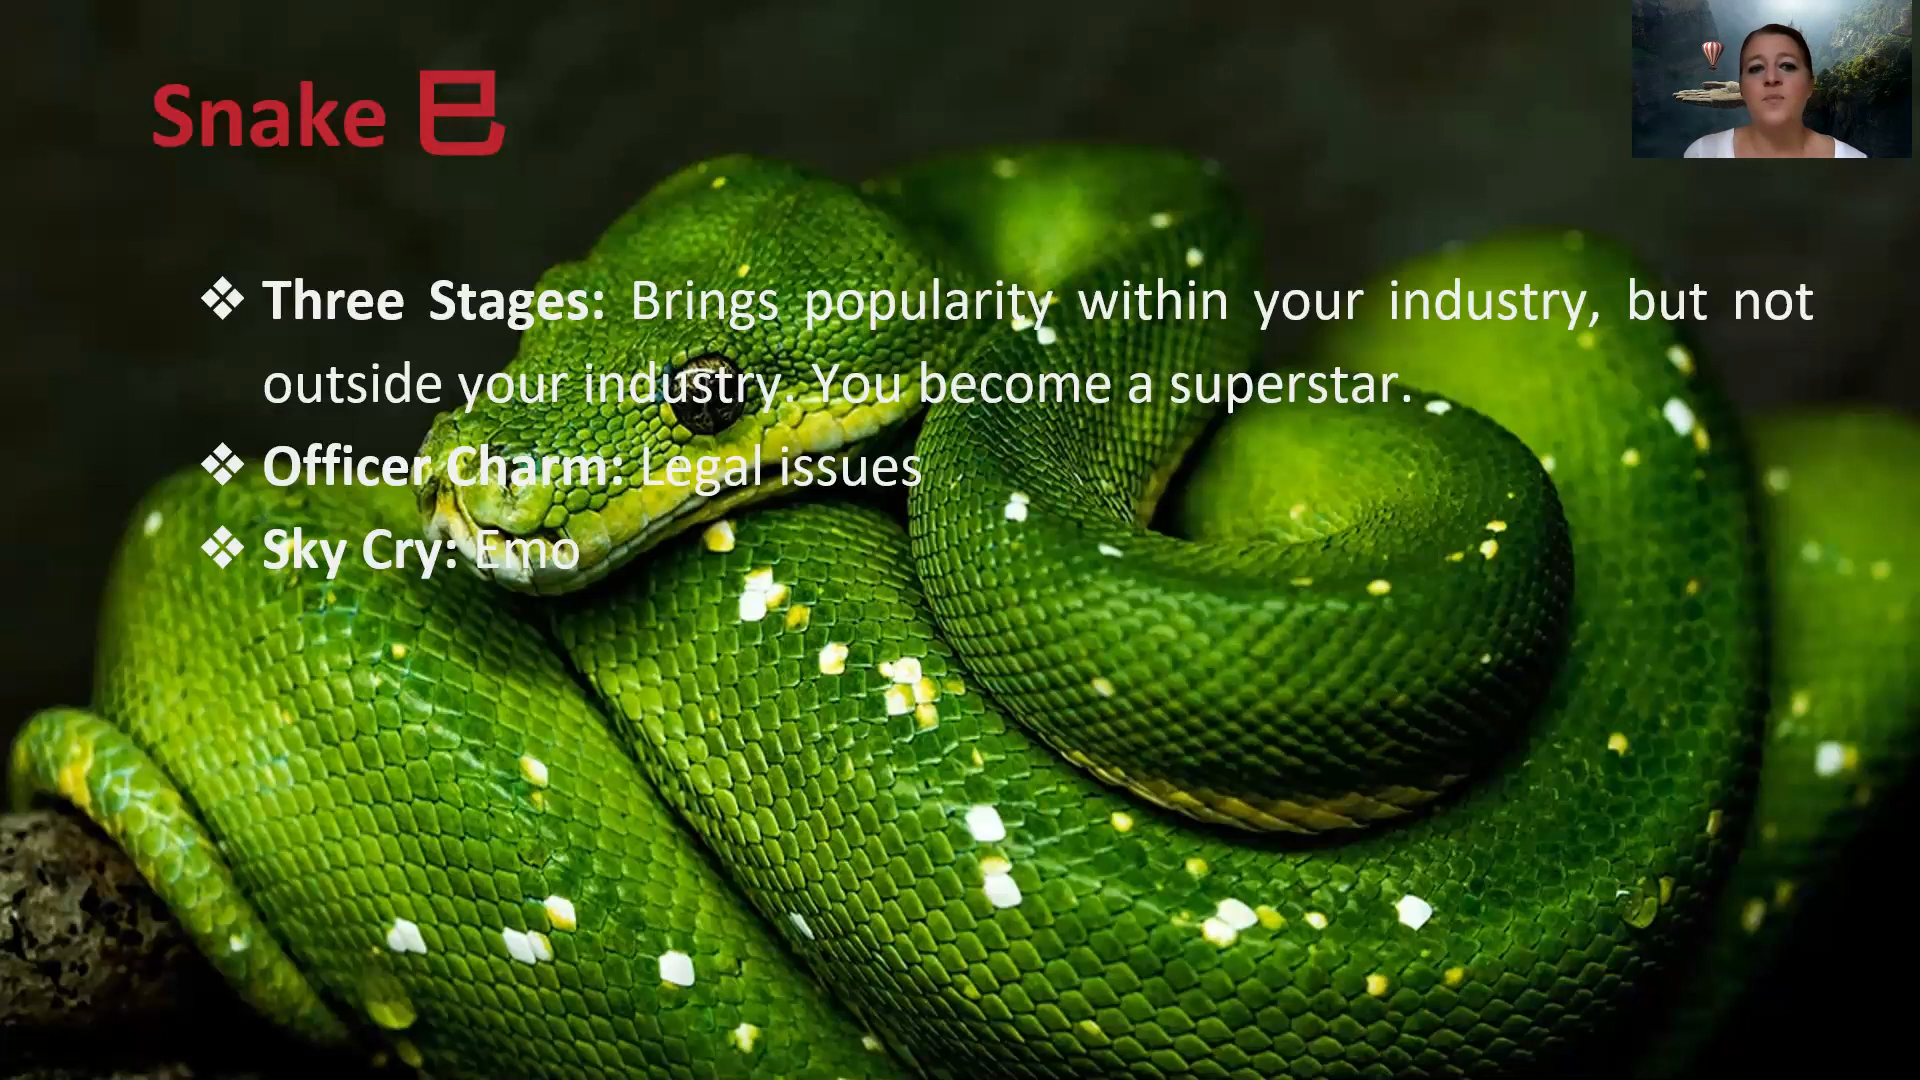 Snake 巳
❖ Three Stages: Brings popularity within your industry, but not
outside your industry. You become a superstar.
❖ Officer Charm: Legal issues
❖ Sky Cry: Emo